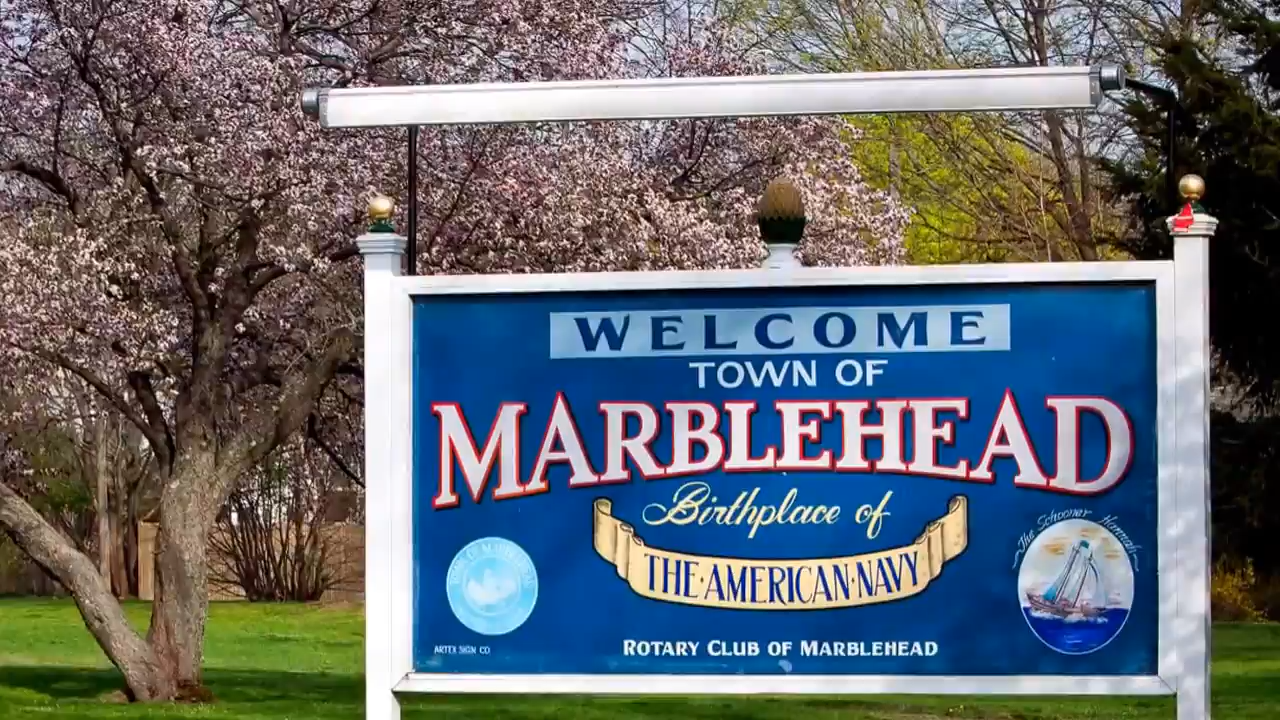 WELCOME
TOWN OF
MARBLEHEAD
Birthplace of
THE·AMERICAN·NAVY
The Schooner Hannah
ROTARY CLUB OF MARBLEHEAD
ARTEX SIGN CO